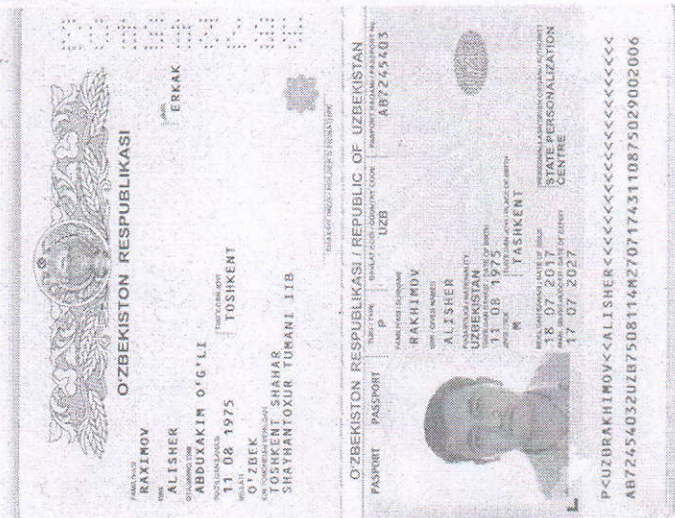 O'ZBEKISTON RESPUBLIKASI
RAXIMOV
ALISHER
ERKAK
ABDUXAKIM O'G'LI
11 08 1975
TOSHKENT
O'ZBEK
TOSHKENT SHAHAR
SHAYHANTOXUR TUMANI IIB
O'ZBEKISTON RESPUBLIKASI / REPUBLIC OF UZBEKISTAN
PASPORT PASSPORT
P UZB AB7245403
RAKHIMOV
ALISHER
UZBEKISTAN
11 08 1975
M TASHKENT
18 07 2017
STATE PERSONALIZATION
17 07 2027
CENTRE
P<UZBRAKHIMOV<<ALISHER<<<<<<<<<<<<<<<<<<<<<<
AB72454032UZB7508114M27071743110875029002006